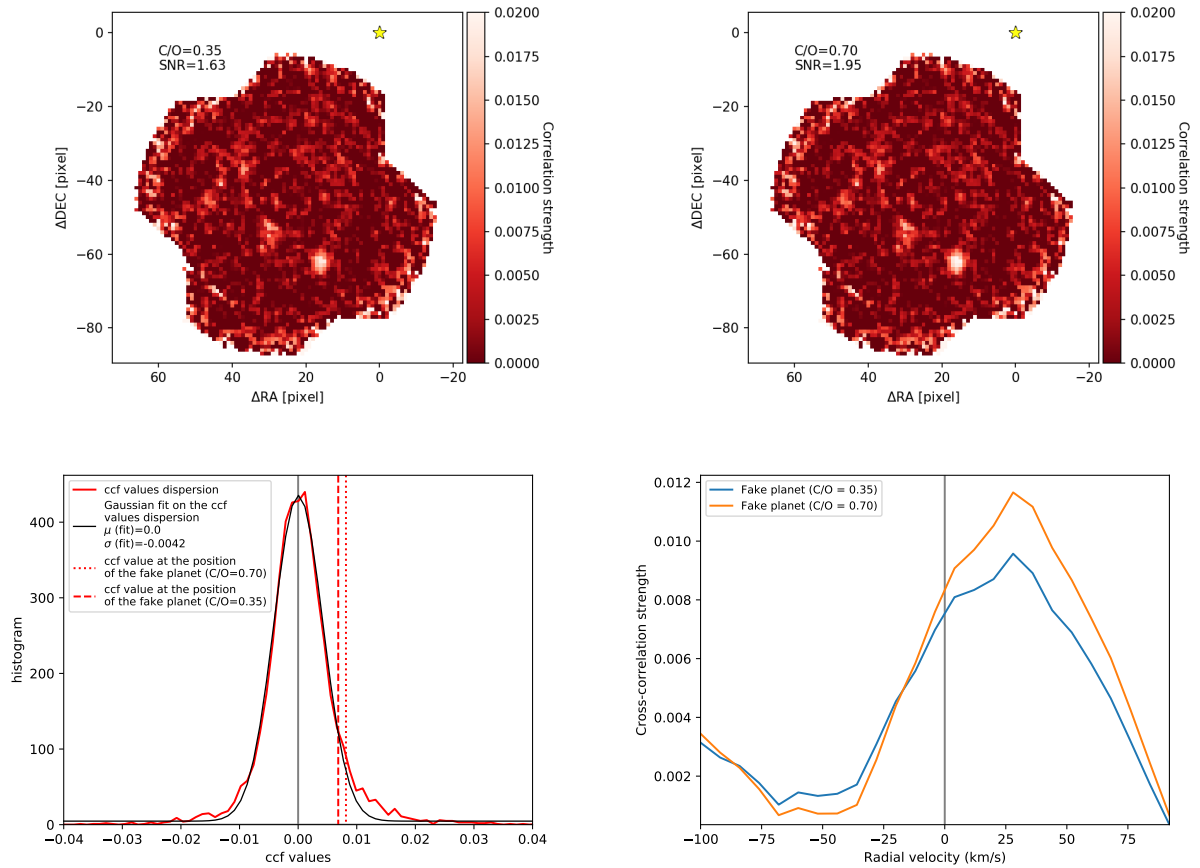 C/O=0.35
SNR=1.63
0
−20
−40
−60
−80
60
40
20
0
−20
ΔRA [pixel]
ΔDEC [pixel]
0.0200
0.0175
0.0150
0.0125
0.0100
0.0075
0.0050
0.0025
0.0000
Correlation strength
C/O=0.70
SNR=1.95
0
−20
−40
−60
−80
60
40
20
0
−20
ΔRA [pixel]
ΔDEC [pixel]
0.0200
0.0175
0.0150
0.0125
0.0100
0.0075
0.0050
0.0025
0.0000
Correlation strength
ccf values dispersion
Gaussian fit on the ccf
values dispersion
μ (fit)=0.0
σ (fit)=-0.0042
ccf value at the position
of the fake planet (C/O=0.70)
ccf value at the position
of the fake planet (C/O=0.35)
400
300
200
100
0
histogram
−0.04
−0.03
−0.02
−0.01
0.00
0.01
0.02
0.03
0.04
ccf values
Fake planet (C/O = 0.35)
Fake planet (C/O = 0.70)
0.012
0.010
0.008
0.006
0.004
0.002
Cross-correlation strength
−100
−75
−50
−25
0
25
50
75
Radial velocity (km/s)